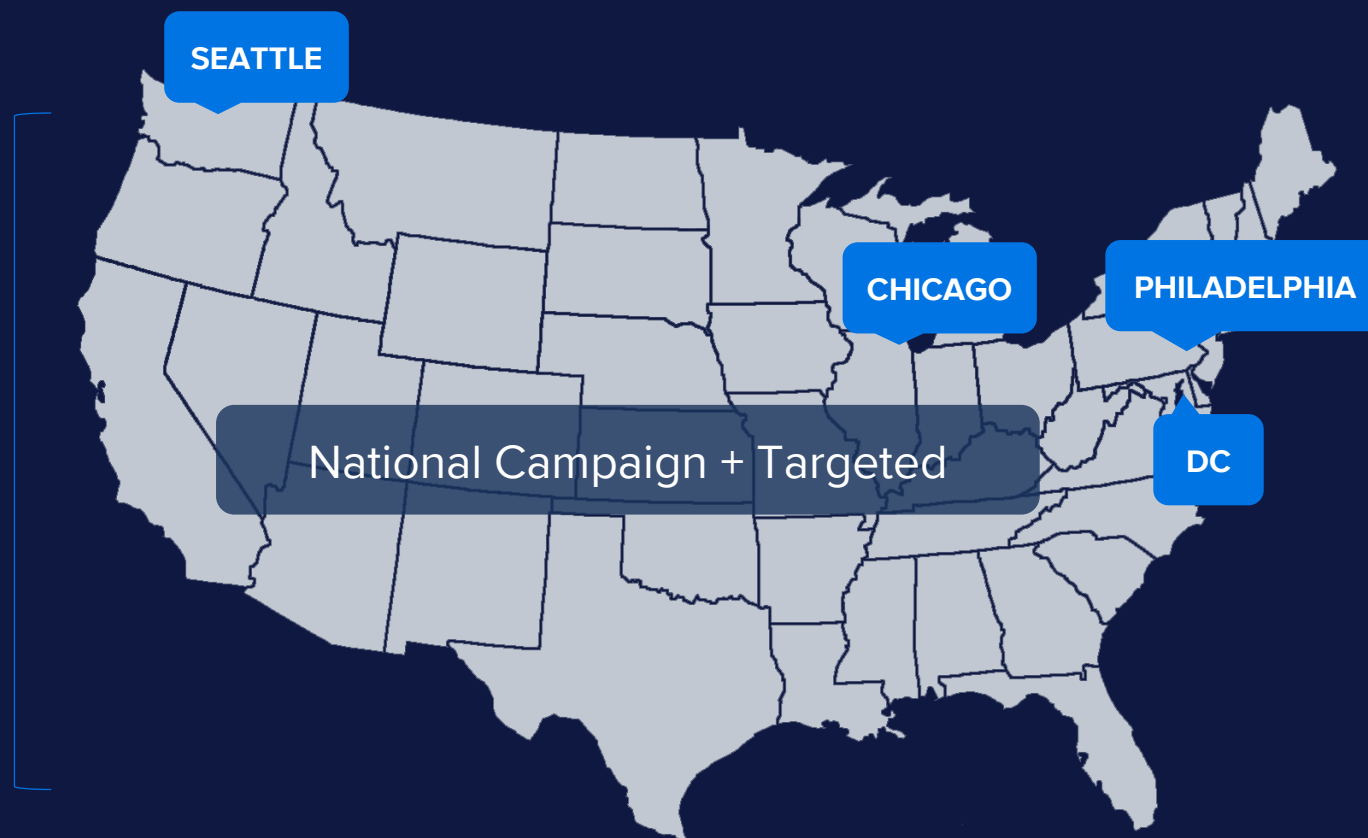 SEATTLE
CHICAGO
PHILADELPHIA
National Campaign + Targeted
DC